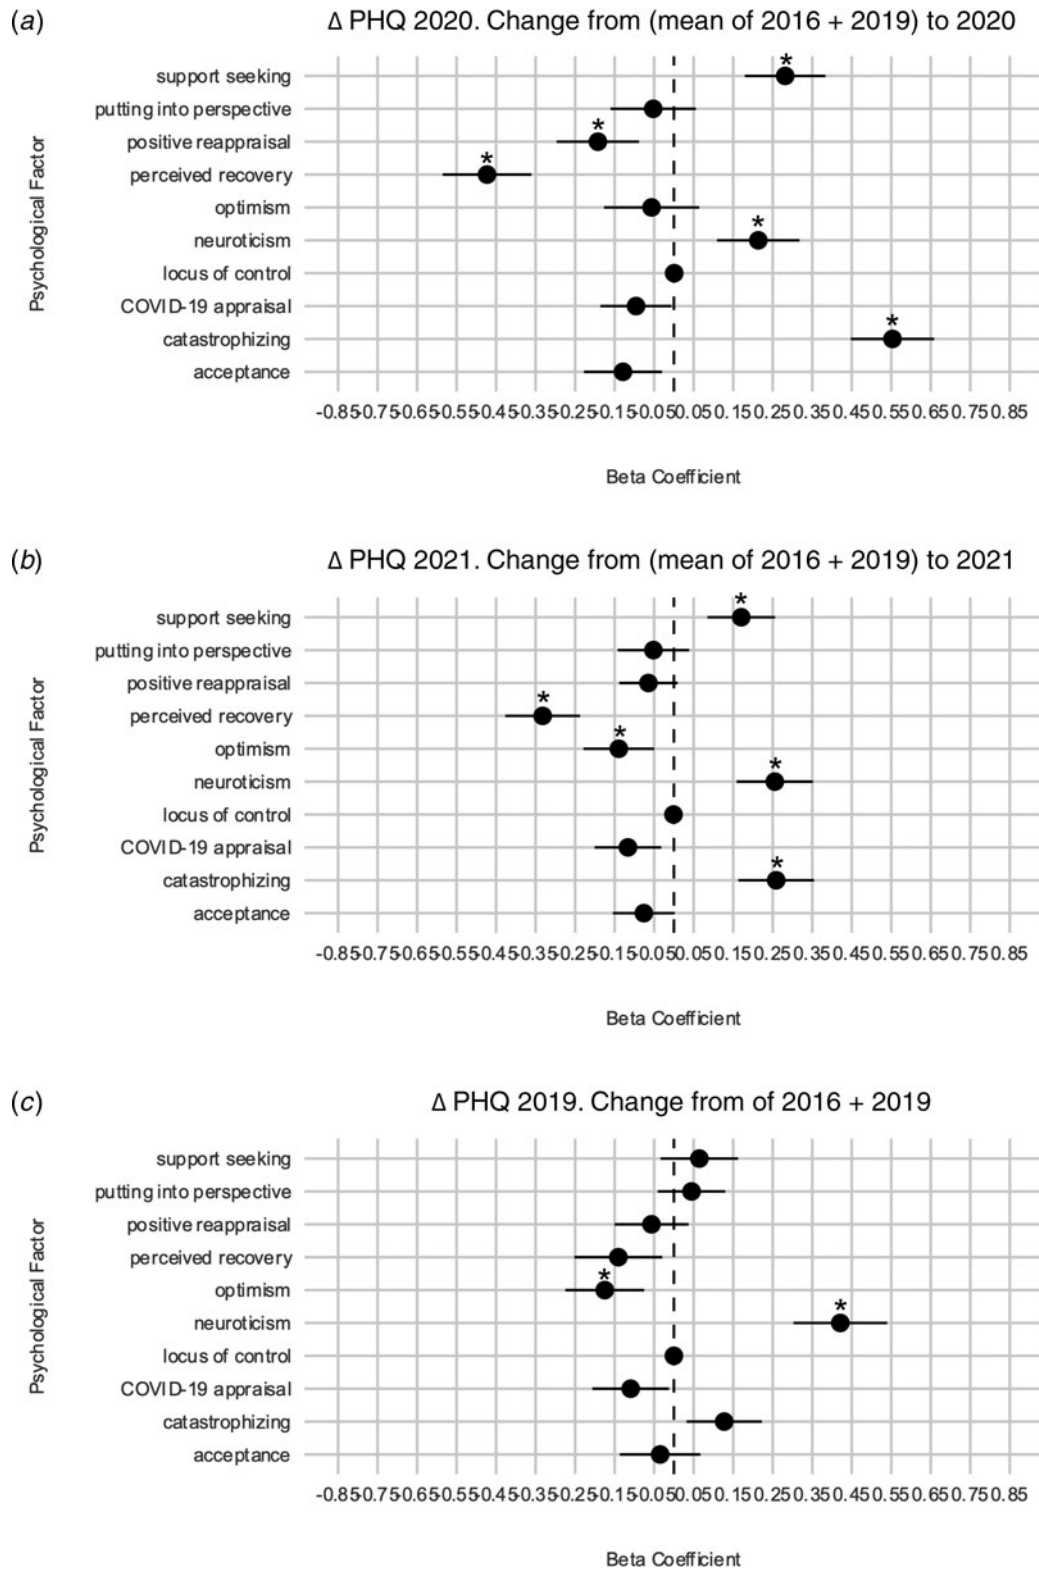 (a) Δ PHQ 2020. Change from (mean of 2016 + 2019) to 2020
Psychological Factor
support seeking
putting into perspective
positive reappraisal
perceived recovery
optimism
neuroticism
locus of control
COVID-19 appraisal
catastrophizing
acceptance
* * * * *
-0.85 -0.75 -0.65 -0.55 -0.45 -0.35 -0.25 -0.15 -0.05 0.05 0.15 0.25 0.35 0.45 0.55 0.65 0.75 0.85
Beta Coefficient
(b) Δ PHQ 2021. Change from (mean of 2016 + 2019) to 2021
Psychological Factor
support seeking
putting into perspective
positive reappraisal
perceived recovery
optimism
neuroticism
locus of control
COVID-19 appraisal
catastrophizing
acceptance
* * * * *
-0.85 -0.75 -0.65 -0.55 -0.45 -0.35 -0.25 -0.15 -0.05 0.05 0.15 0.25 0.35 0.45 0.55 0.65 0.75 0.85
Beta Coefficient
(c) Δ PHQ 2019. Change from of 2016 + 2019
Psychological Factor
support seeking
putting into perspective
positive reappraisal
perceived recovery
optimism
neuroticism
locus of control
COVID-19 appraisal
catastrophizing
acceptance
* *
-0.85 -0.75 -0.65 -0.55 -0.45 -0.35 -0.25 -0.15 -0.05 0.05 0.15 0.25 0.35 0.45 0.55 0.65 0.75 0.85
Beta Coefficient